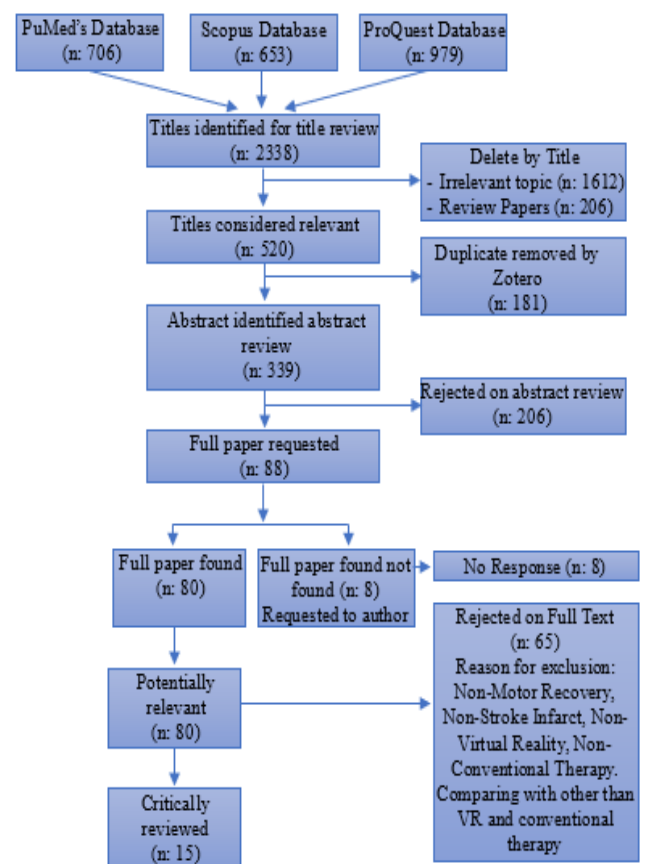 PuMed's Database
(n: 706)
Scopus Database
(n: 653)
ProQuest Database
(n: 979)
Titles identified for title review
(n: 2338)
Delete by Title
- Irrelevant topic (n: 1612)
- Review Papers (n: 206)
Titles considered relevant
(n: 520)
Duplicate removed by
Zotero
(n: 181)
Abstract identified abstract
review
(n: 339)
Rejected on abstract review
(n: 206)
Full paper requested
(n: 88)
Full paper found
(n: 80)
Full paper found not
found (n: 8)
Requested to author
No Response (n: 8)
Rejected on Full Text
(n: 65)
Reason for exclusion:
Non-Motor Recovery,
Non-Stroke Infarct, Non-
Virtual Reality, Non-
Conventional Therapy.
Comparing with other than
VR and conventional
therapy
Potentially
relevant
(n: 80)
Critically
reviewed
(n: 15)